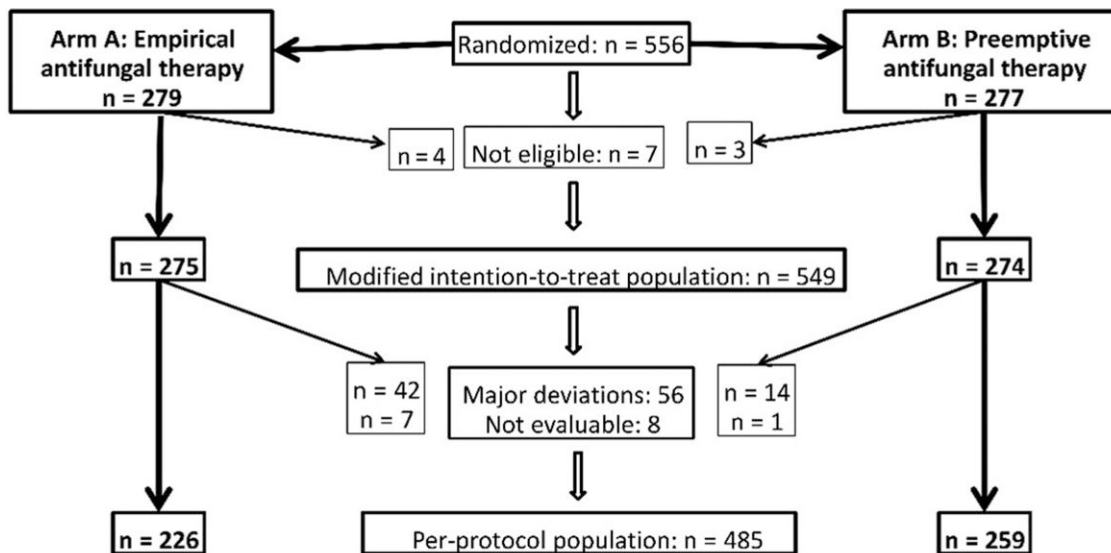 Arm A: Empirical
antifungal therapy
n = 279
Randomized: n = 556
Arm B: Preemptive
antifungal therapy
n = 277
n = 4
Not eligible: n = 7
n = 3
n = 275
Modified intention-to-treat population: n = 549
n = 274
n = 42
n = 7
Major deviations: 56
Not evaluable: 8
n = 14
n = 1
n = 226
Per-protocol population: n = 485
n = 259